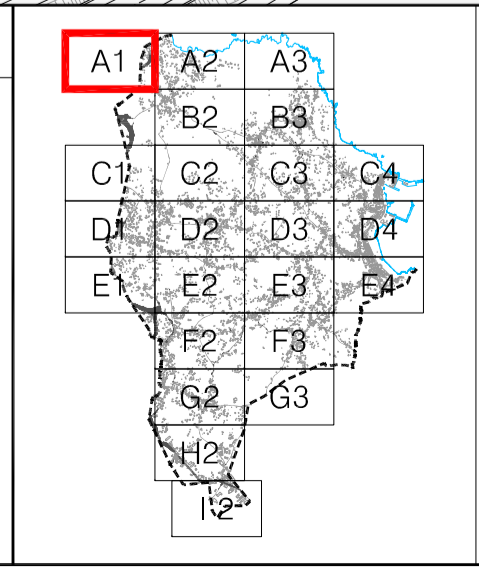 A1 A2 A3
B2 B3
C1 C2 C3 C4
D1 D2 D3 D4
E1 E2 E3 E4
F2 F3
G2 G3
H2
I2